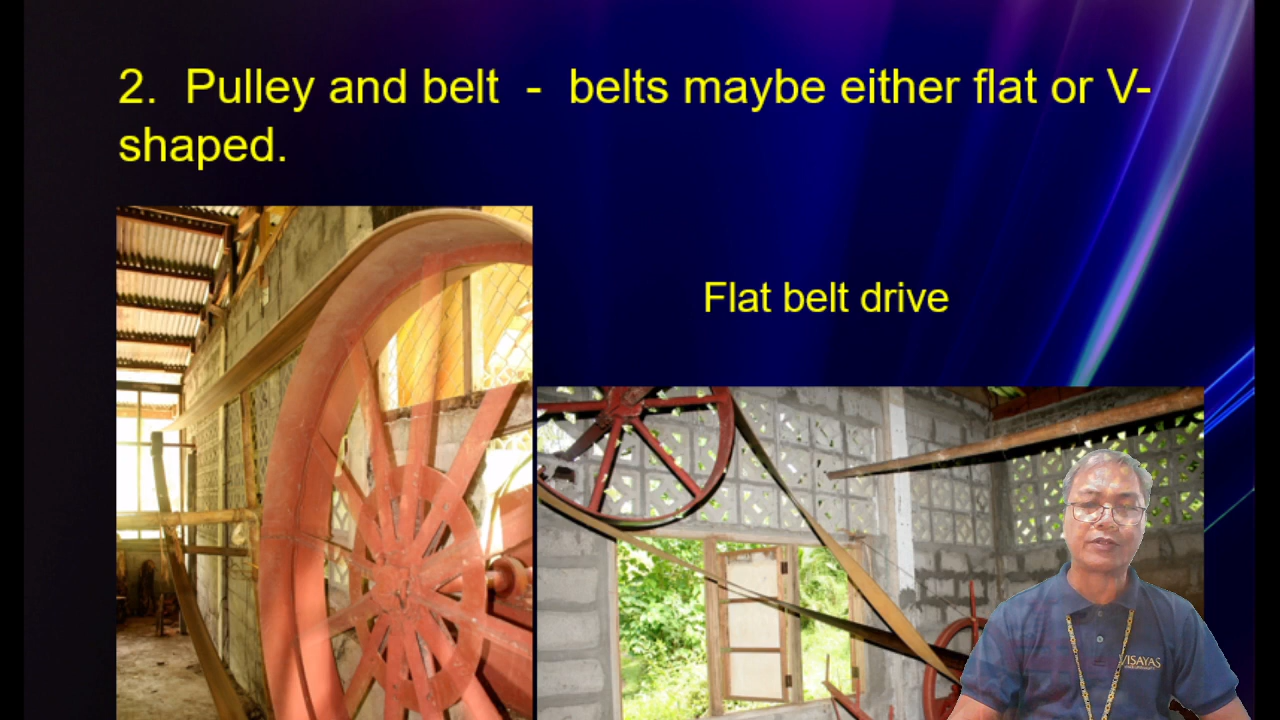 2. Pulley and belt - belts maybe either flat or V-
shaped.
Flat belt drive
VISAYAS